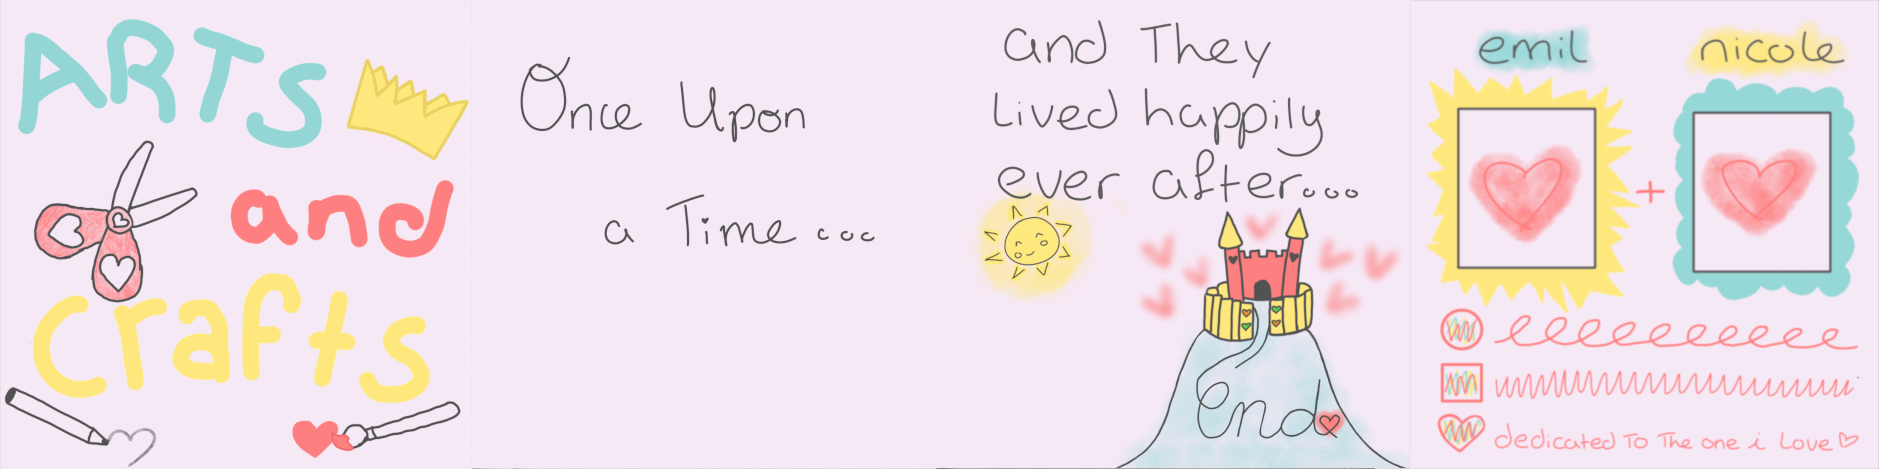 ARTS
and
crafts
Once Upon
a Time...
and They
Lived happily
ever after...
End
emil
nicole
+
dedicated To The one i Love